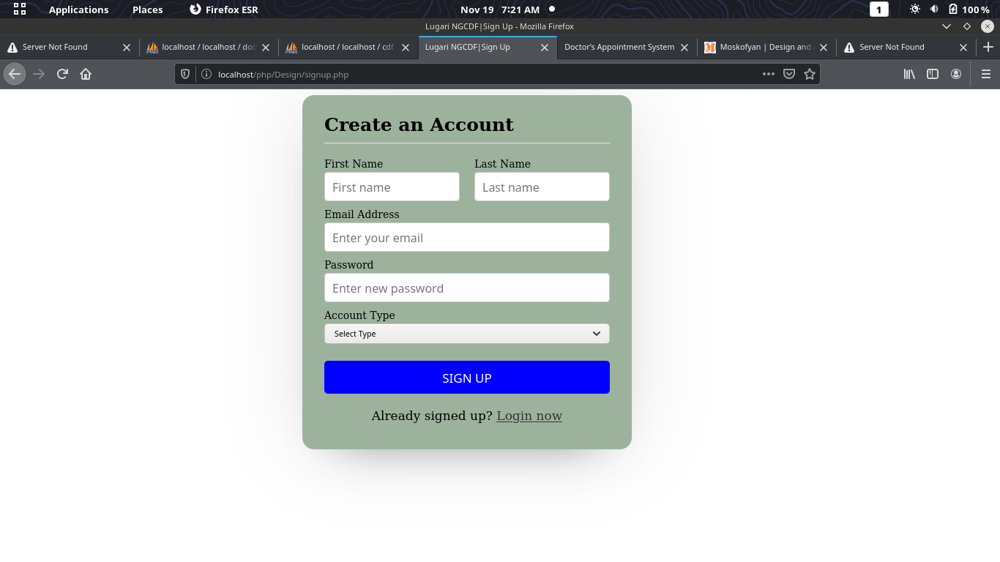 Applications Places Firefox ESR Nov 19 7:21 AM 1 100 %
Lugari NGCDF|Sign Up - Mozilla Firefox
Server Not Found localhost / localhost / doc localhost / localhost / cdf Lugari NGCDF|Sign Up Doctor's Appointment System Moskofyan | Design and Server Not Found
localhost/php/Design/signup.php
Create an Account
First Name Last Name
First name Last name
Email Address
Enter your email
Password
Enter new password
Account Type
Select Type
SIGN UP
Already signed up? Login now